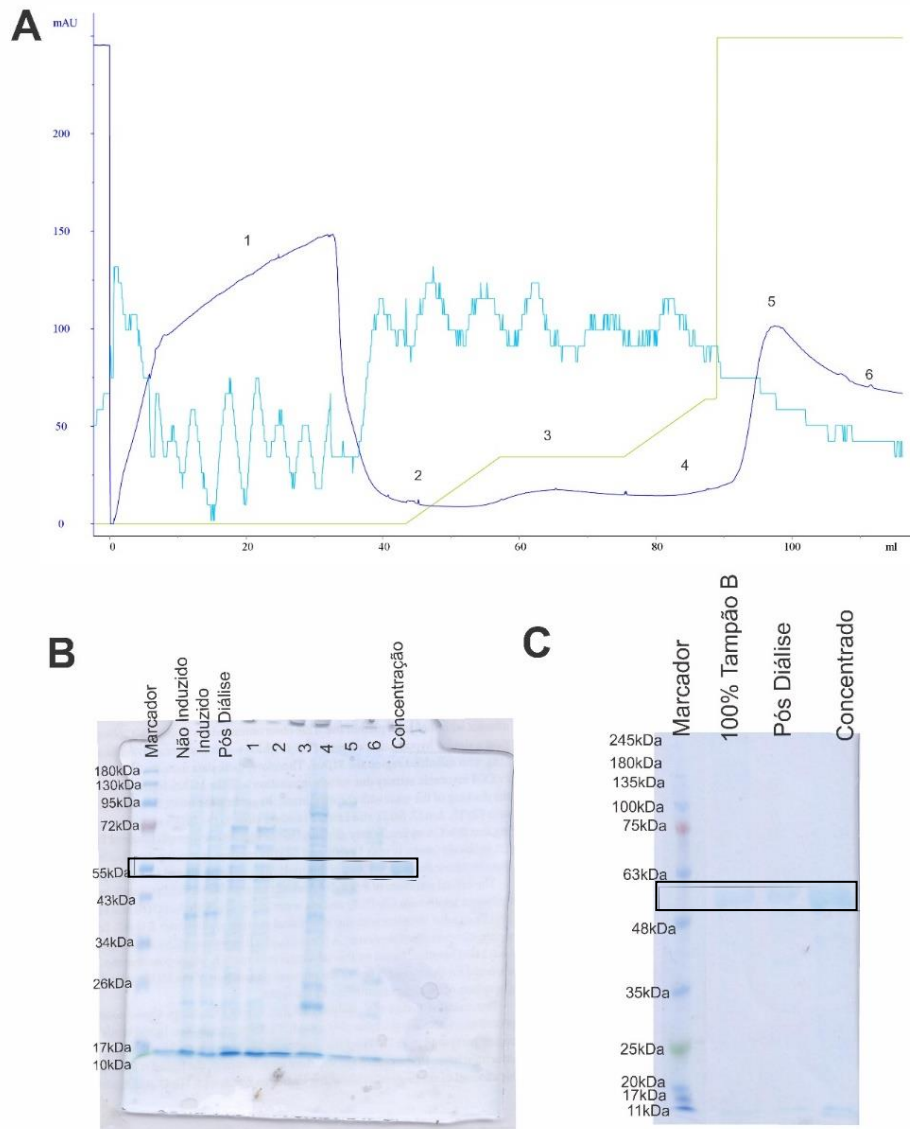 A
mAU
200
150
100
50
0
1
2
3
4
5
6
0
20
40
60
80
100
ml
B
Marcador
Não Induzido
Induzido
Pós Diálise
1
2
3
4
5
6
Concentração
180kDa
130kDa
95kDa
72kDa
55kDa
43kDa
34kDa
26kDa
17kDa
10kDa
C
Marcador
100% Tampão B
Pós Diálise
Concentrado
245kDa
180kDa
135kDa
100kDa
75kDa
63kDa
48kDa
35kDa
25kDa
20kDa
17kDa
11kDa